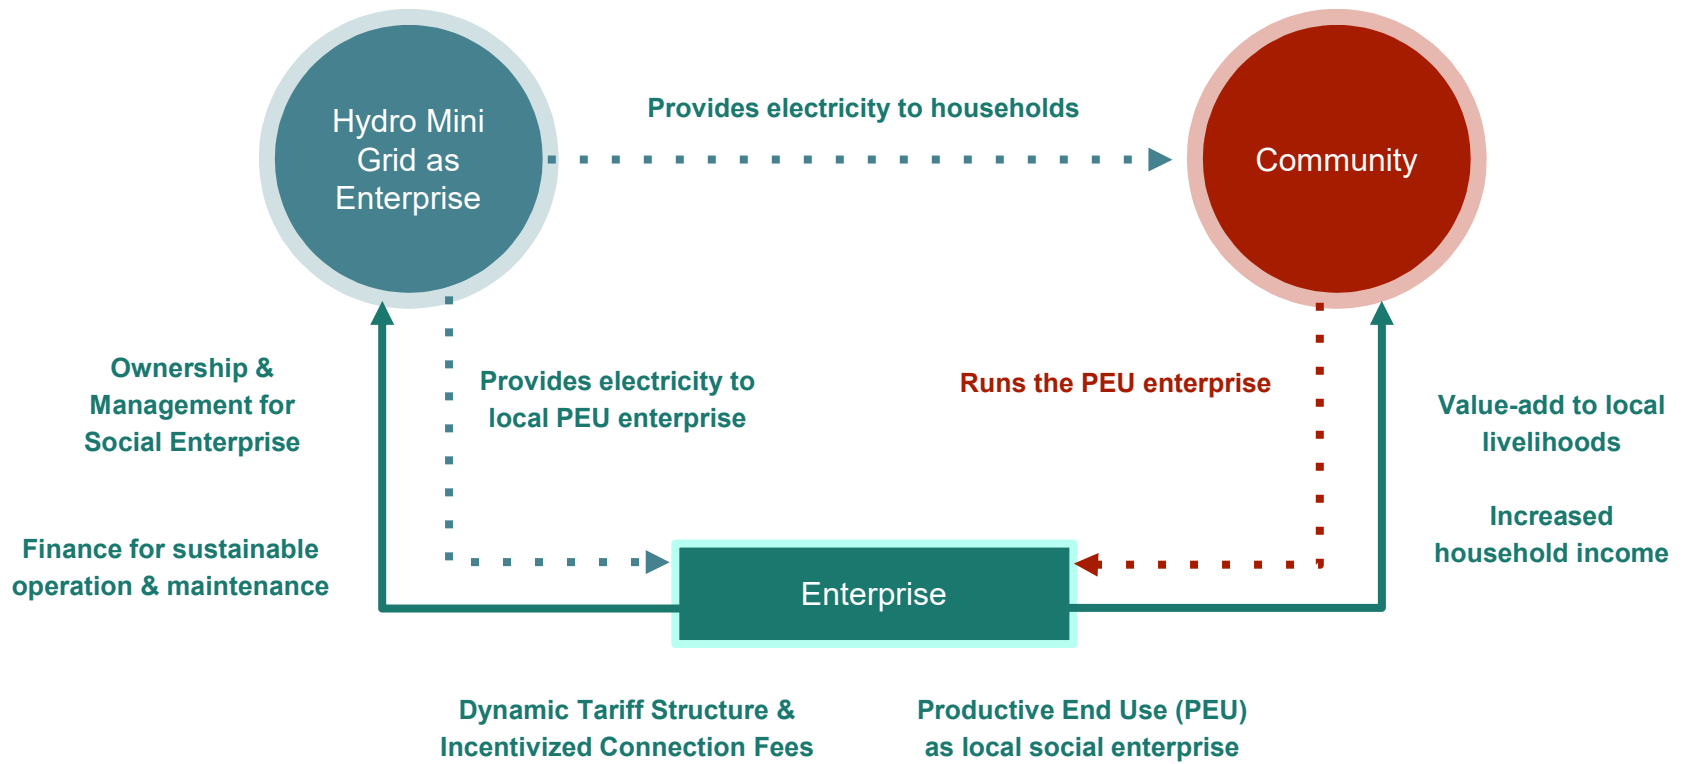 Hydro Mini
Grid as
Enterprise
Provides electricity to households
Community
Ownership &
Management for
Social Enterprise
Provides electricity to
local PEU enterprise
Runs the PEU enterprise
Value-add to local
livelihoods
Finance for sustainable
operation & maintenance
Increased
household income
Enterprise
Dynamic Tariff Structure &
Incentivized Connection Fees
Productive End Use (PEU)
as local social enterprise